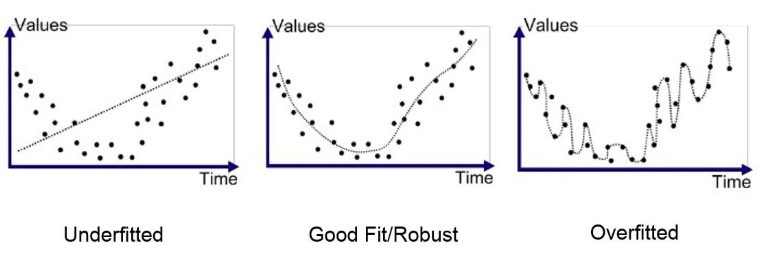 Values
Time
Underfitted
Values
Time
Good Fit/Robust
Values
Time
Overfitted